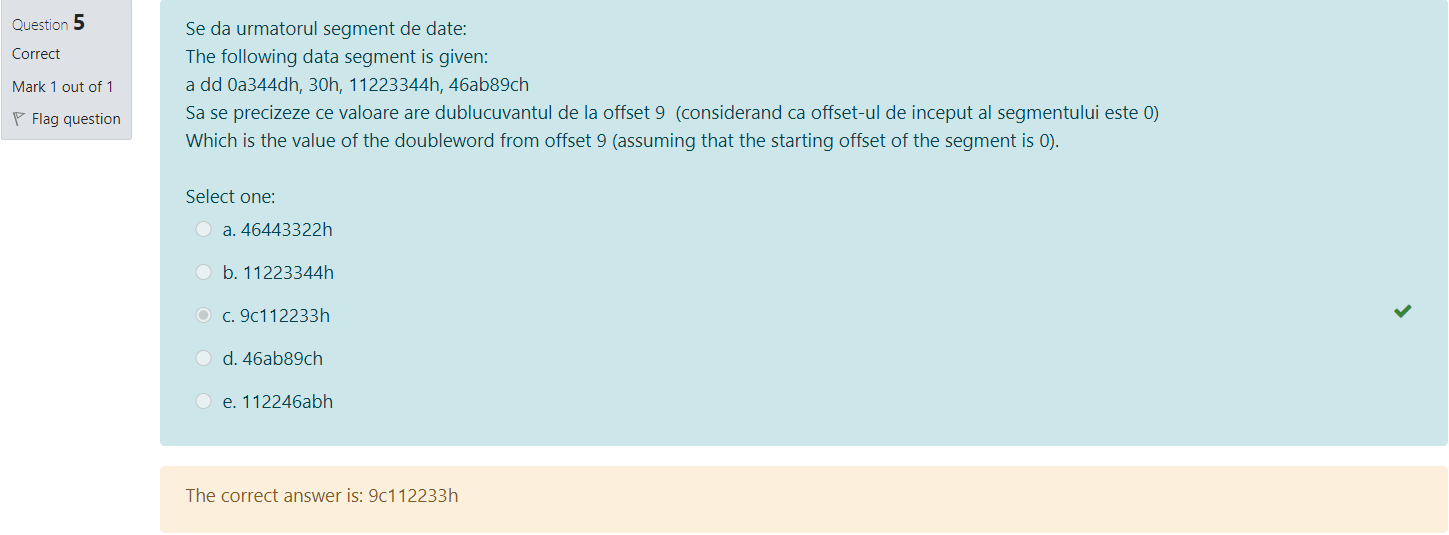 Question 5
Correct
Mark 1 out of 1
Flag question
Se da urmatorul segment de date:
The following data segment is given:
a dd 0a344dh, 30h, 11223344h, 46ab89ch
Sa se precizeze ce valoare are dublucuvantul de la offset 9 (considerand ca offset-ul de inceput al segmentului este 0)
Which is the value of the doubleword from offset 9 (assuming that the starting offset of the segment is 0).
Select one:
a. 46443322h
b. 11223344h
c. 9c112233h
d. 46ab89ch
e. 112246abh
The correct answer is: 9c112233h